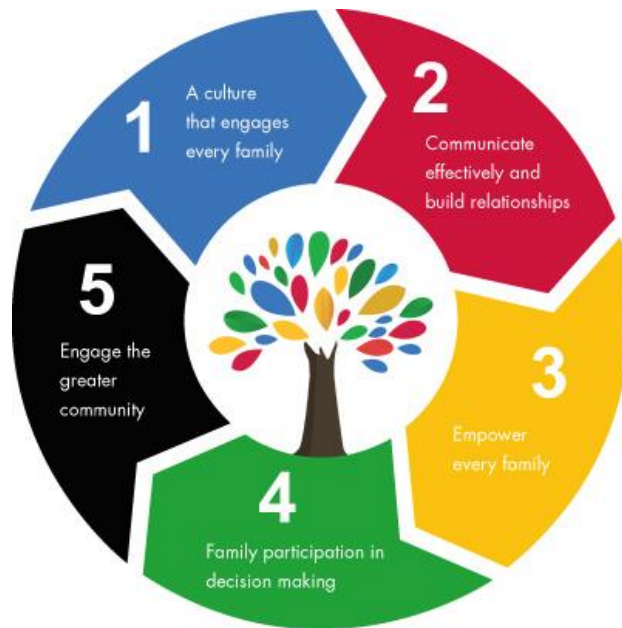 1
A culture
that engages
every family
2
Communicate
effectively and
build relationships
3
Empower
every family
4
Family participation in
decision making
5
Engage the
greater
community